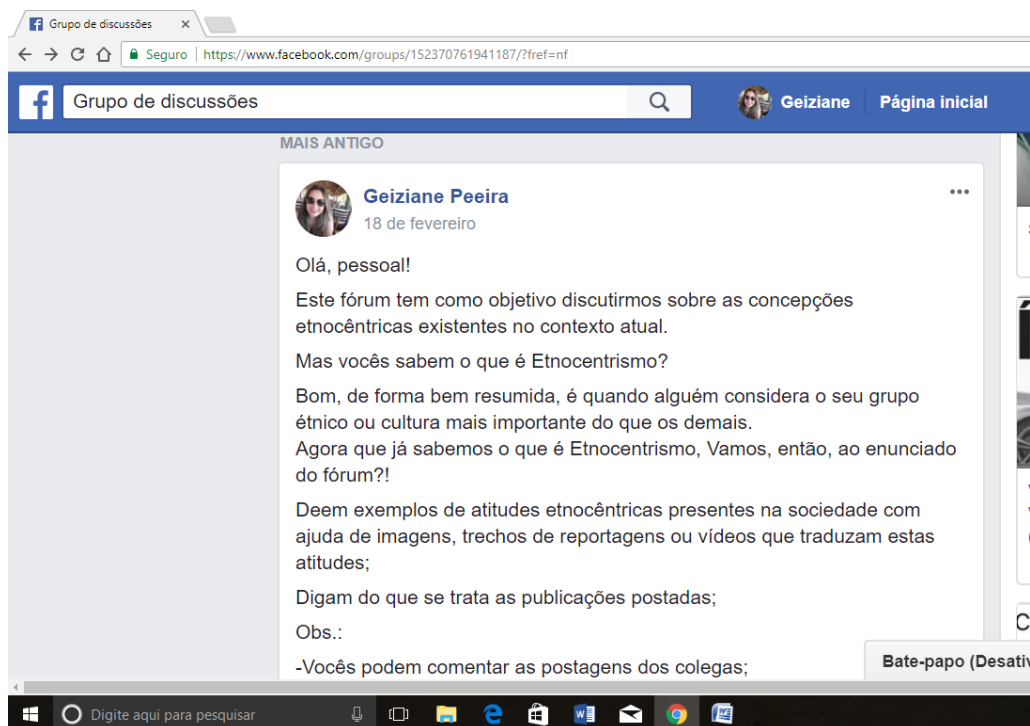 Grupo de discussões
Seguro | https://www.facebook.com/groups/152370761941187/?fref=nf
Grupo de discussões
Geiziane
Página inicial
MAIS ANTIGO
Geiziane Peeira
18 de fevereiro
Olá, pessoal!
Este fórum tem como objetivo discutirmos sobre as concepções
etnocêntricas existentes no contexto atual.
Mas vocês sabem o que é Etnocentrismo?
Bom, de forma bem resumida, é quando alguém considera o seu grupo
étnico ou cultura mais importante do que os demais.
Agora que já sabemos o que é Etnocentrismo, Vamos, então, ao enunciado
do fórum?!
Deem exemplos de atitudes etnocêntricas presentes na sociedade com
ajuda de imagens, trechos de reportagens ou vídeos que traduzam estas
atitudes;
Digam do que se trata as publicações postadas;
Obs.:
-Vocês podem comentar as postagens dos colegas;
Bate-papo (Desativ
Digite aqui para pesquisar